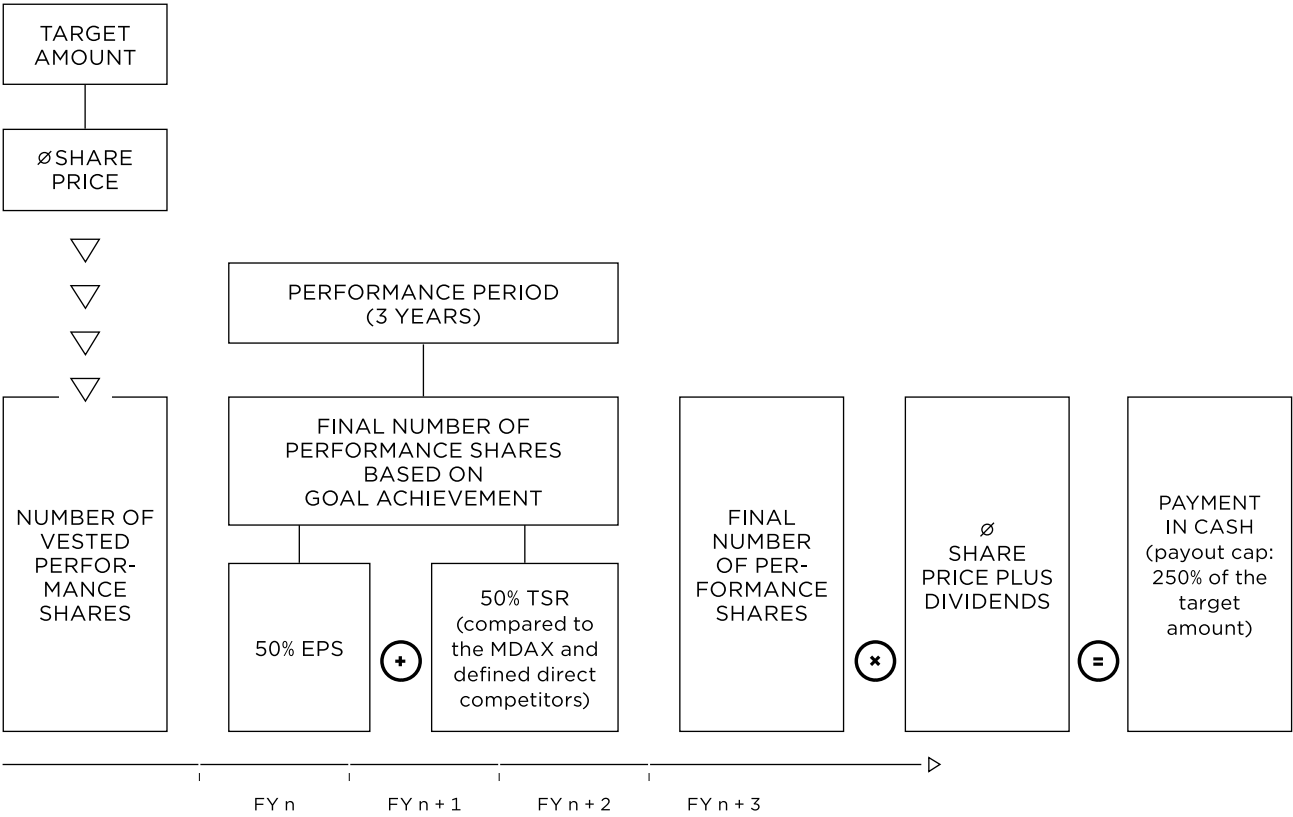 TARGET
AMOUNT
Ø SHARE
PRICE
PERFORMANCE PERIOD
(3 YEARS)
NUMBER OF
VESTED
PERFOR-
MANCE
SHARES
FINAL NUMBER OF
PERFORMANCE SHARES
BASED ON
GOAL ACHIEVEMENT
50% EPS
+
50% TSR
(compared to
the MDAX and
defined direct
competitors)
FINAL
NUMBER
OF PER-
FORMANCE
SHARES
×
Ø
SHARE
PRICE PLUS
DIVIDENDS
=
PAYMENT
IN CASH
(payout cap:
250% of the
target
amount)
FY n
FY n + 1
FY n + 2
FY n + 3